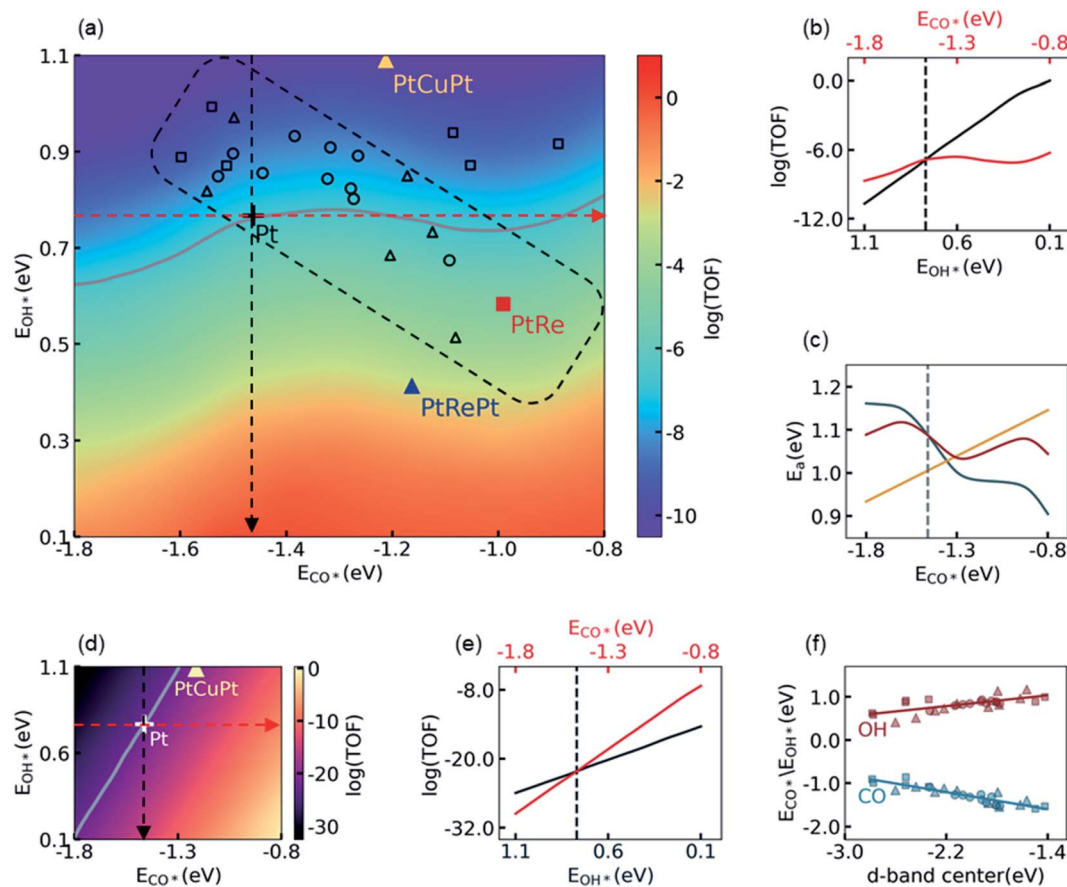 (a)
1.1
0.9
0.7
0.5
0.3
0.1
E_OH*(eV)
PtCuPt
Pt
PtRe
PtRePt
-1.8
-1.6
-1.4
-1.2
-1.0
-0.8
E_CO*(eV)
0
-2
-4
-6
-8
-10
log(TOF)
(b)
E_CO*(eV)
-1.8
-1.3
-0.8
0.0
-6.0
-12.0
log(TOF)
1.1
0.6
0.1
E_OH*(eV)
(c)
1.2
1.1
1.0
0.9
E_a(eV)
-1.8
-1.3
-0.8
E_CO*(eV)
(d)
1.1
0.9
0.6
0.4
0.1
E_OH*(eV)
PtCuPt
Pt
-1.8
-1.3
-0.8
E_CO*(eV)
0
-10
-20
-30
log(TOF)
(e)
E_CO*(eV)
-1.8
-1.3
-0.8
-8.0
-20.0
-32.0
log(TOF)
1.1
0.6
0.1
E_OH*(eV)
(f)
1.0
0.0
-1.0
-2.0
E_CO*\E_OH*(eV)
OH
CO
-3.0
-2.2
-1.4
d-band center(eV)